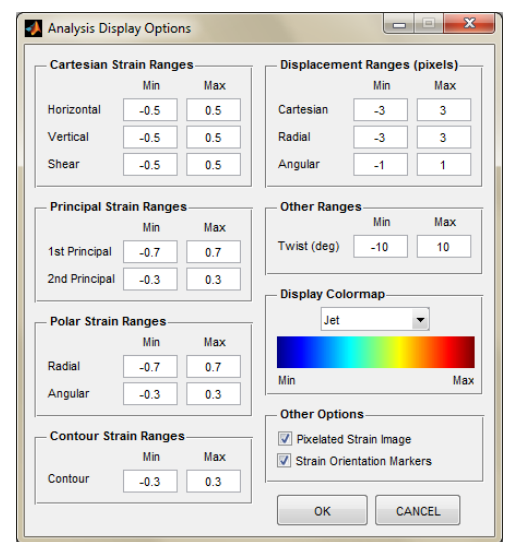 Analysis Display Options
Cartesian Strain Ranges
Min Max
Horizontal -0.5 0.5
Vertical -0.5 0.5
Shear -0.5 0.5
Principal Strain Ranges
Min Max
1st Principal -0.7 0.7
2nd Principal -0.3 0.3
Polar Strain Ranges
Min Max
Radial -0.7 0.7
Angular -0.3 0.3
Contour Strain Ranges
Min Max
Contour -0.3 0.3
Displacement Ranges (pixels)
Min Max
Cartesian -3 3
Radial -3 3
Angular -1 1
Other Ranges
Min Max
Twist (deg) -10 10
Display Colormap
Jet
Min Max
Other Options
Pixelated Strain Image
Strain Orientation Markers
OK CANCEL